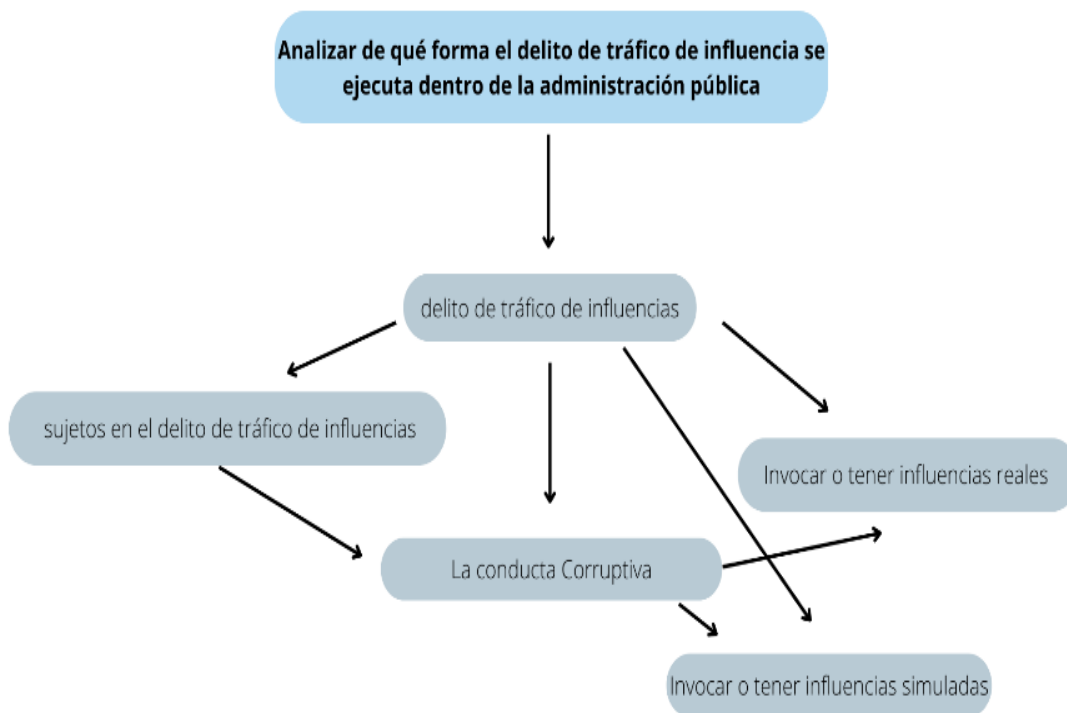 Analizar de qué forma el delito de tráfico de influencia se
ejecuta dentro de la administración pública
delito de tráfico de influencias
sujetos en el delito de tráfico de influencias
Invocar o tener influencias reales
La conducta Corruptiva
Invocar o tener influencias simuladas